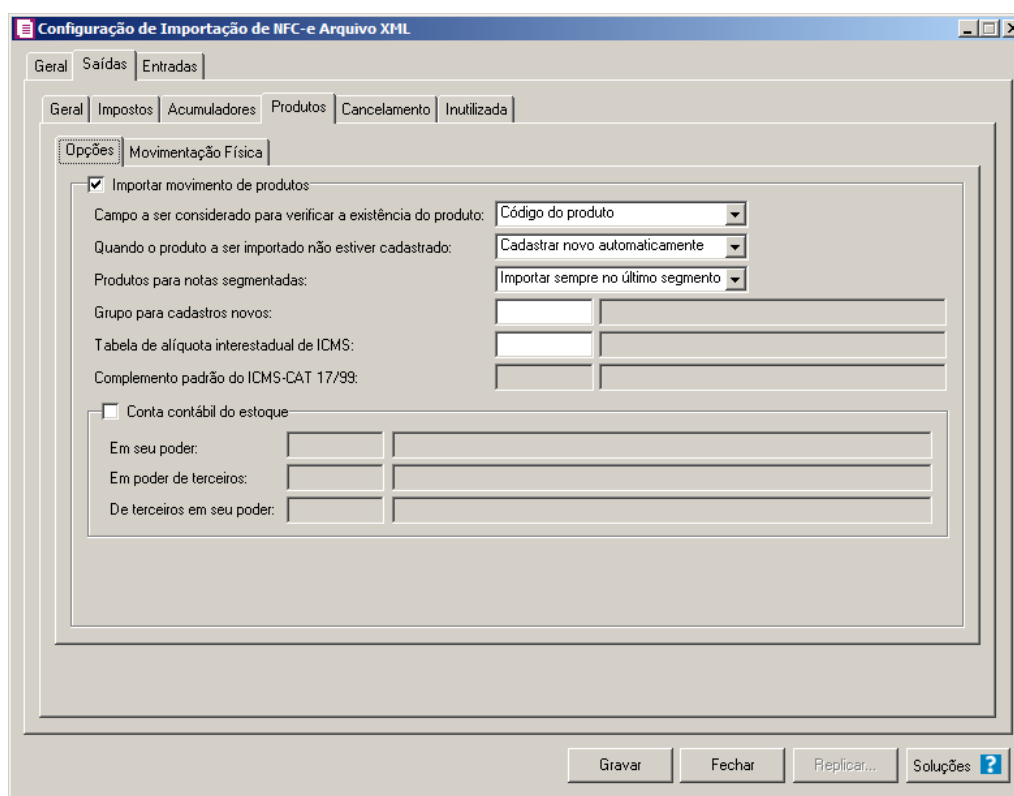 Configuração de Importação de NFC-e Arquivo XML
Geral Saídas Entradas
Geral Impostos Acumuladores Produtos Cancelamento Inutilizada
Opções Movimentação Física
Importar movimento de produtos
Campo a ser considerado para verificar a existência do produto: Código do produto
Quando o produto a ser importado não estiver cadastrado: Cadastrar novo automaticamente
Produtos para notas segmentadas: Importar sempre no último segmento
Grupo para cadastros novos:
Tabela de alíquota interestadual de ICMS:
Complemento padrão do ICMS-CAT 17/99:
Conta contábil do estoque
Em seu poder:
Em poder de terceiros:
De terceiros em seu poder:
Gravar Fechar Replicar... Soluções ?